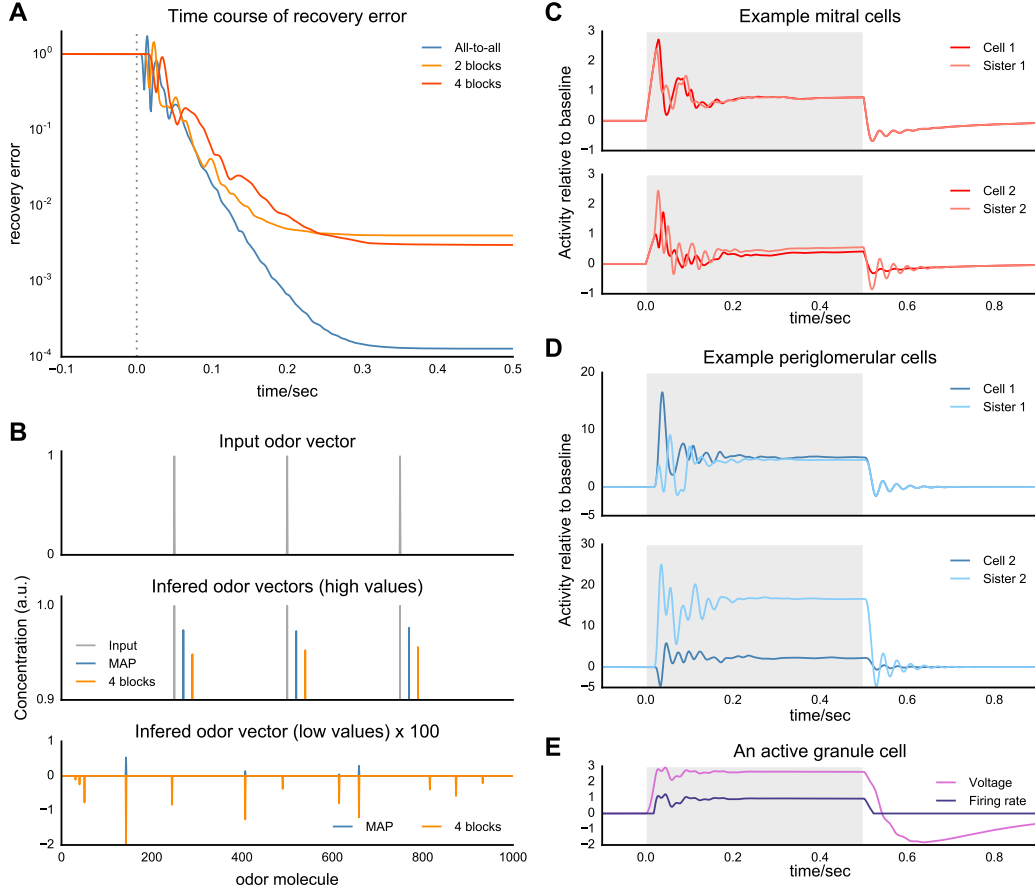 A
Time course of recovery error
All-to-all
2 blocks
4 blocks
10^0
10^-1
10^-2
10^-3
10^-4
recovery error
−0.1 0.0 0.1 0.2 0.3 0.4 0.5
time/sec
B
Input odor vector
1
0
Concentration (a.u.)
Infered odor vectors (high values)
1.0
0.9
Input
MAP
4 blocks
Infered odor vector (low values) x 100
1
0
−1
−2
MAP 4 blocks
0 200 400 600 800 1000
odor molecule
C
Example mitral cells
3
2
1
0
−1
Cell 1
Sister 1
Activity relative to baseline
3
2
1
0
−1
Cell 2
Sister 2
0.0 0.2 0.4 0.6 0.8
time/sec
D
Example periglomerular cells
20
15
10
5
0
−5
Cell 1
Sister 1
Activity relative to baseline
30
20
10
0
−5
Cell 2
Sister 2
0.0 0.2 0.4 0.6 0.8
time/sec
E
An active granule cell
3
2
1
0
−1
−2
Voltage
Firing rate
0.0 0.2 0.4 0.6 0.8
time/sec